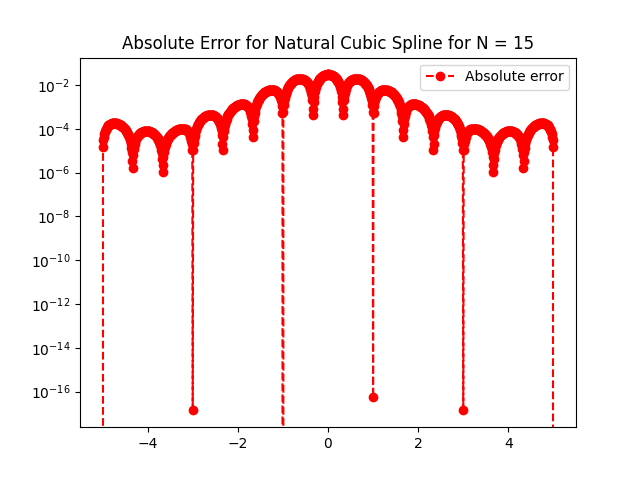 Absolute Error for Natural Cubic Spline for N = 15
Absolute error
10⁻²
10⁻⁴
10⁻⁶
10⁻⁸
10⁻¹⁰
10⁻¹²
10⁻¹⁴
10⁻¹⁶
−4 −2 0 2 4